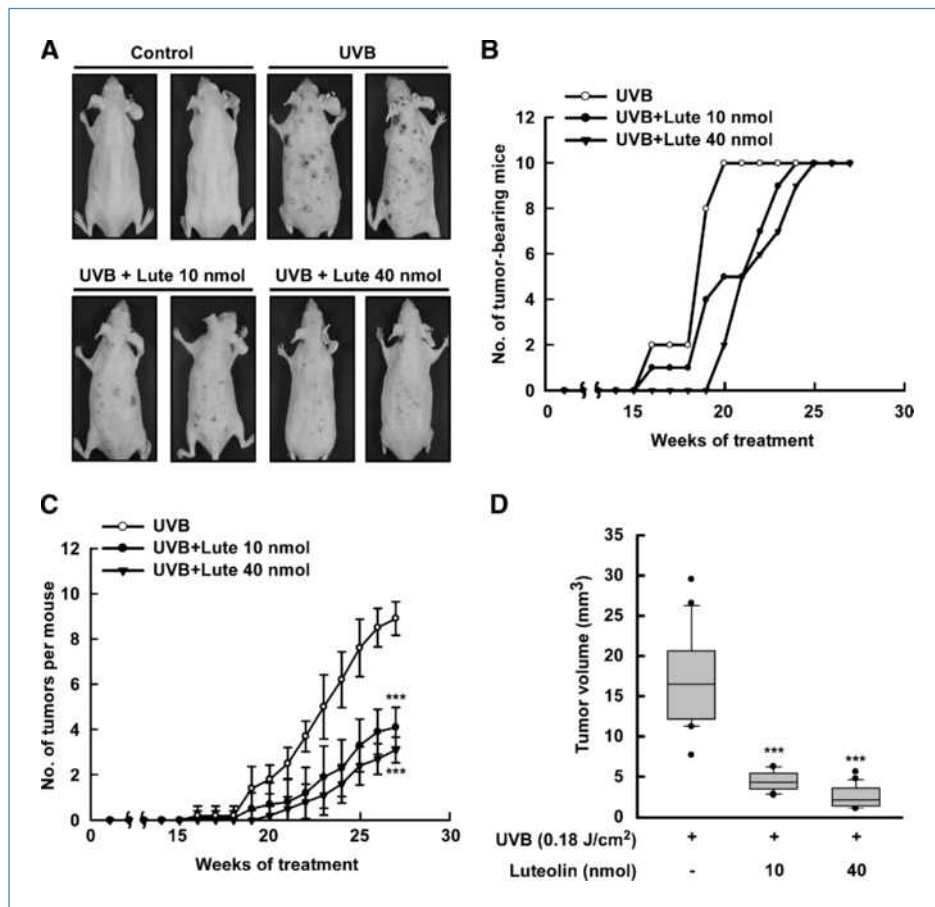 A
Control
UVB
UVB + Lute 10 nmol
UVB + Lute 40 nmol
B
UVB
UVB+Lute 10 nmol
UVB+Lute 40 nmol
No. of tumor-bearing mice
12
10
8
6
4
2
0
0 15 20 25 30
Weeks of treatment
C
UVB
UVB+Lute 10 nmol
UVB+Lute 40 nmol
No. of tumors per mouse
12
10
8
6
4
2
0
***
***
0 15 20 25 30
Weeks of treatment
D
Tumor volume (mm³)
35
30
25
20
15
10
5
0
***
***
UVB (0.18 J/cm²) + + +
Luteolin (nmol) - 10 40